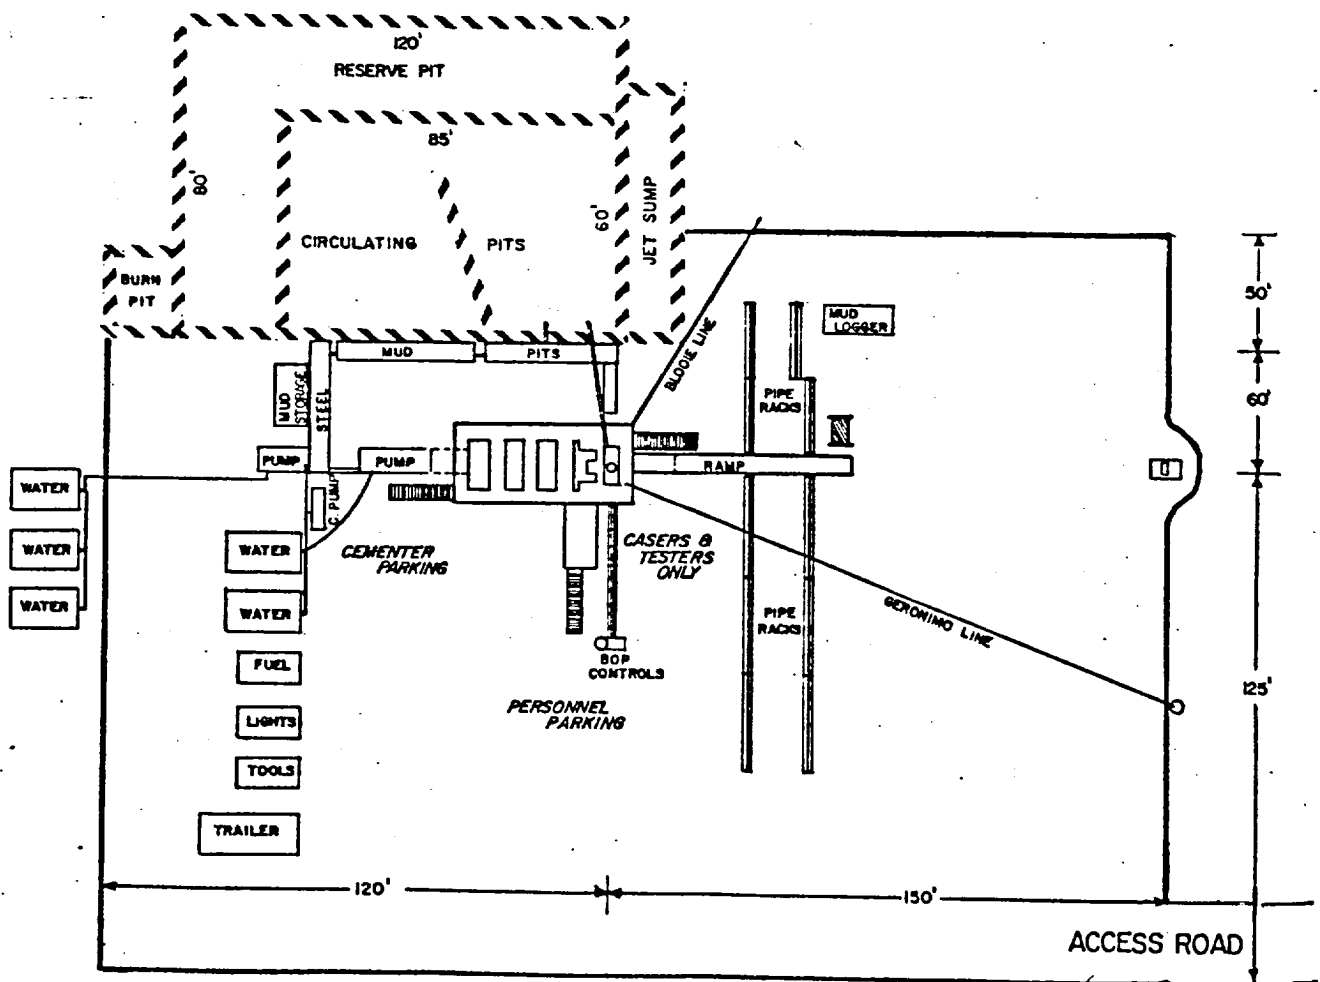 120'
RESERVE PIT
85'
80'
60'
JET SUMP
CIRCULATING PITS
BURN
PIT
50'
MUD
LOGGER
BLOOIE LINE
MUD PITS
MUD
STORAGE
STEEL
PIPE
RACKS
60'
PUMP
PUMP
RAMP
C. PUMP
WATER
WATER
WATER
WATER
WATER
CEMENTER
PARKING
CASERS &
TESTERS
ONLY
GERONIMO LINE
PIPE
RACKS
BOP
CONTROLS
FUEL
125'
PERSONNEL
PARKING
LIGHTS
TOOLS
TRAILER
120'
150'
ACCESS ROAD